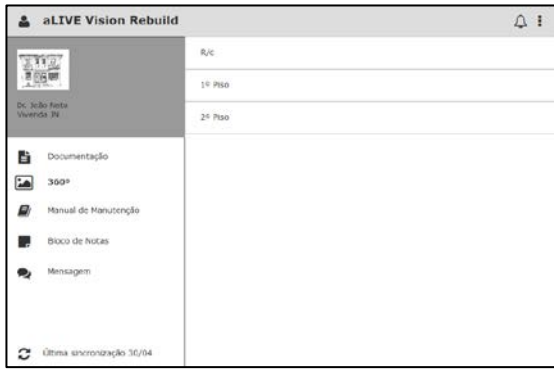 aLIVE Vision Rebuild
R/c
1º Piso
2º Piso
Dr. João Festa
Vivenda JN
Documentação
360º
Manual de Manutenção
Bloco de Notas
Mensagem
Última sincronização 30/04